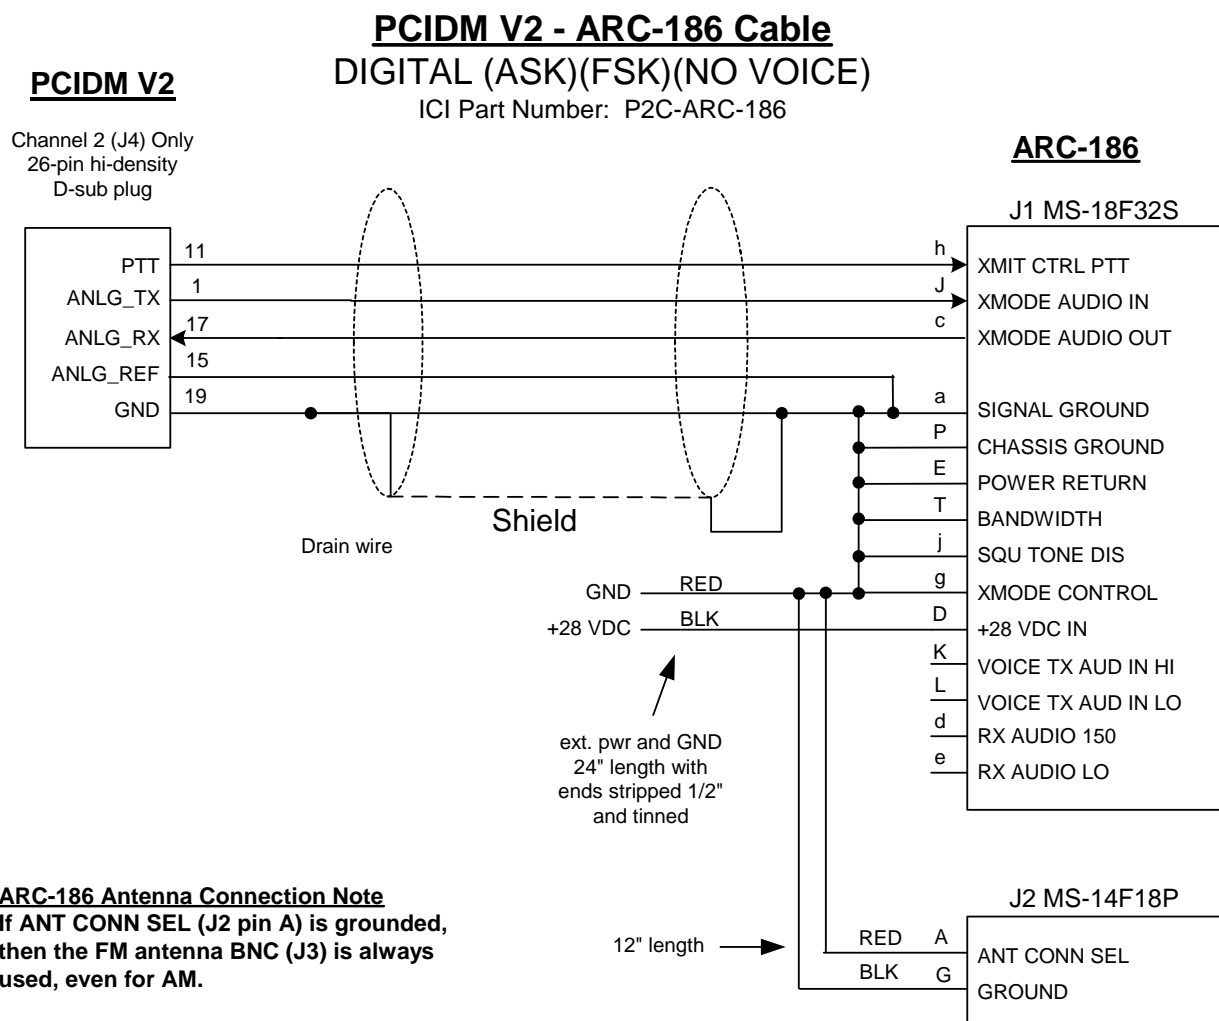 PCIDM V2 - ARC-186 Cable
DIGITAL (ASK)(FSK)(NO VOICE)
ICI Part Number: P2C-ARC-186
PCIDM V2
Channel 2 (J4) Only
26-pin hi-density
D-sub plug
ARC-186
J1 MS-18F32S
PTT 11 h XMIT CTRL PTT
ANLG_TX 1 J XMODE AUDIO IN
ANLG_RX 17 c XMODE AUDIO OUT
ANLG_REF 15
GND 19 a SIGNAL GROUND
P CHASSIS GROUND
E POWER RETURN
T BANDWIDTH
j SQU TONE DIS
Shield
Drain wire
GND RED g XMODE CONTROL
+28 VDC BLK D +28 VDC IN
K VOICE TX AUD IN HI
L VOICE TX AUD IN LO
d RX AUDIO 150
e RX AUDIO LO
ext. pwr and GND
24" length with
ends stripped 1/2"
and tinned
ARC-186 Antenna Connection Note
If ANT CONN SEL (J2 pin A) is grounded,
then the FM antenna BNC (J3) is always
used, even for AM.
J2 MS-14F18P
12" length
RED A ANT CONN SEL
BLK G GROUND